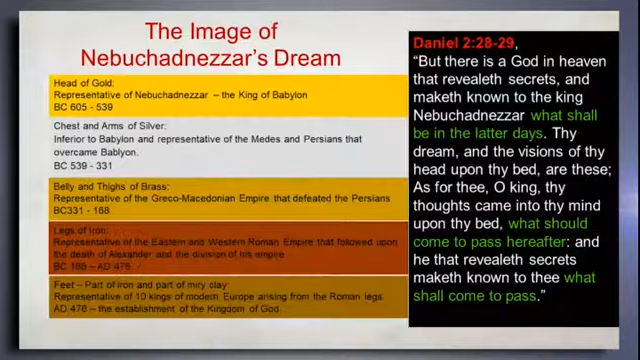 The Image of
Nebuchadnezzar's Dream
Head of Gold:
Representative of Nebuchadnezzar – the King of Babylon
BC 605 - 539
Chest and Arms of Silver:
Inferior to Babylon and representative of the Medes and Persians that
overcame Bablyon.
BC 539 - 331
Belly and Thighs of Brass:
Representative of the Greco-Macedonian Empire that defeated the Persians
BC331 - 168
Legs of Iron:
Representative of the Eastern and Western Roman Empire that followed upon
the death of Alexander and the division of his empire
BC 168 – AD 476
Feet – Part of iron and part of miry clay
Representative of 10 kings of modern Europe arising from the Roman legs
AD 476 – the establishment of the Kingdom of God.
Daniel 2:28-29,
“But there is a God in heaven
that revealeth secrets, and
maketh known to the king
Nebuchadnezzar what shall
be in the latter days. Thy
dream, and the visions of thy
head upon thy bed, are these;
As for thee, O king, thy
thoughts came into thy mind
upon thy bed, what should
come to pass hereafter: and
he that revealeth secrets
maketh known to thee what
shall come to pass.”